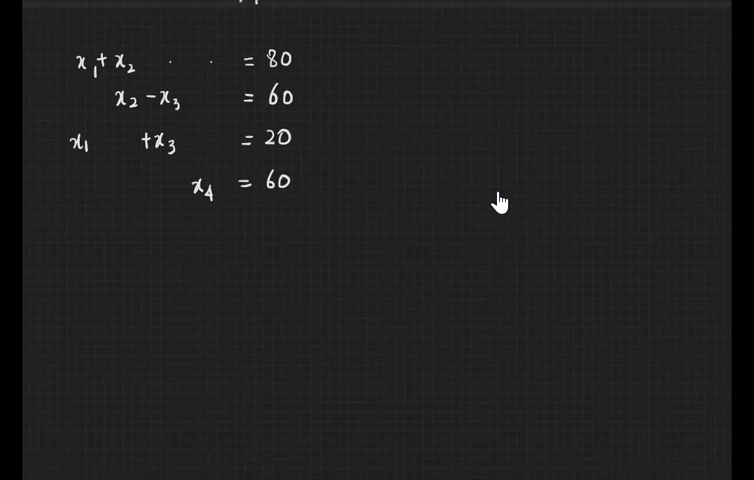 x₁ + x₂ . . = 80
x₂ - x₃ = 60
x₁ + x₃ = 20
x₄ = 60